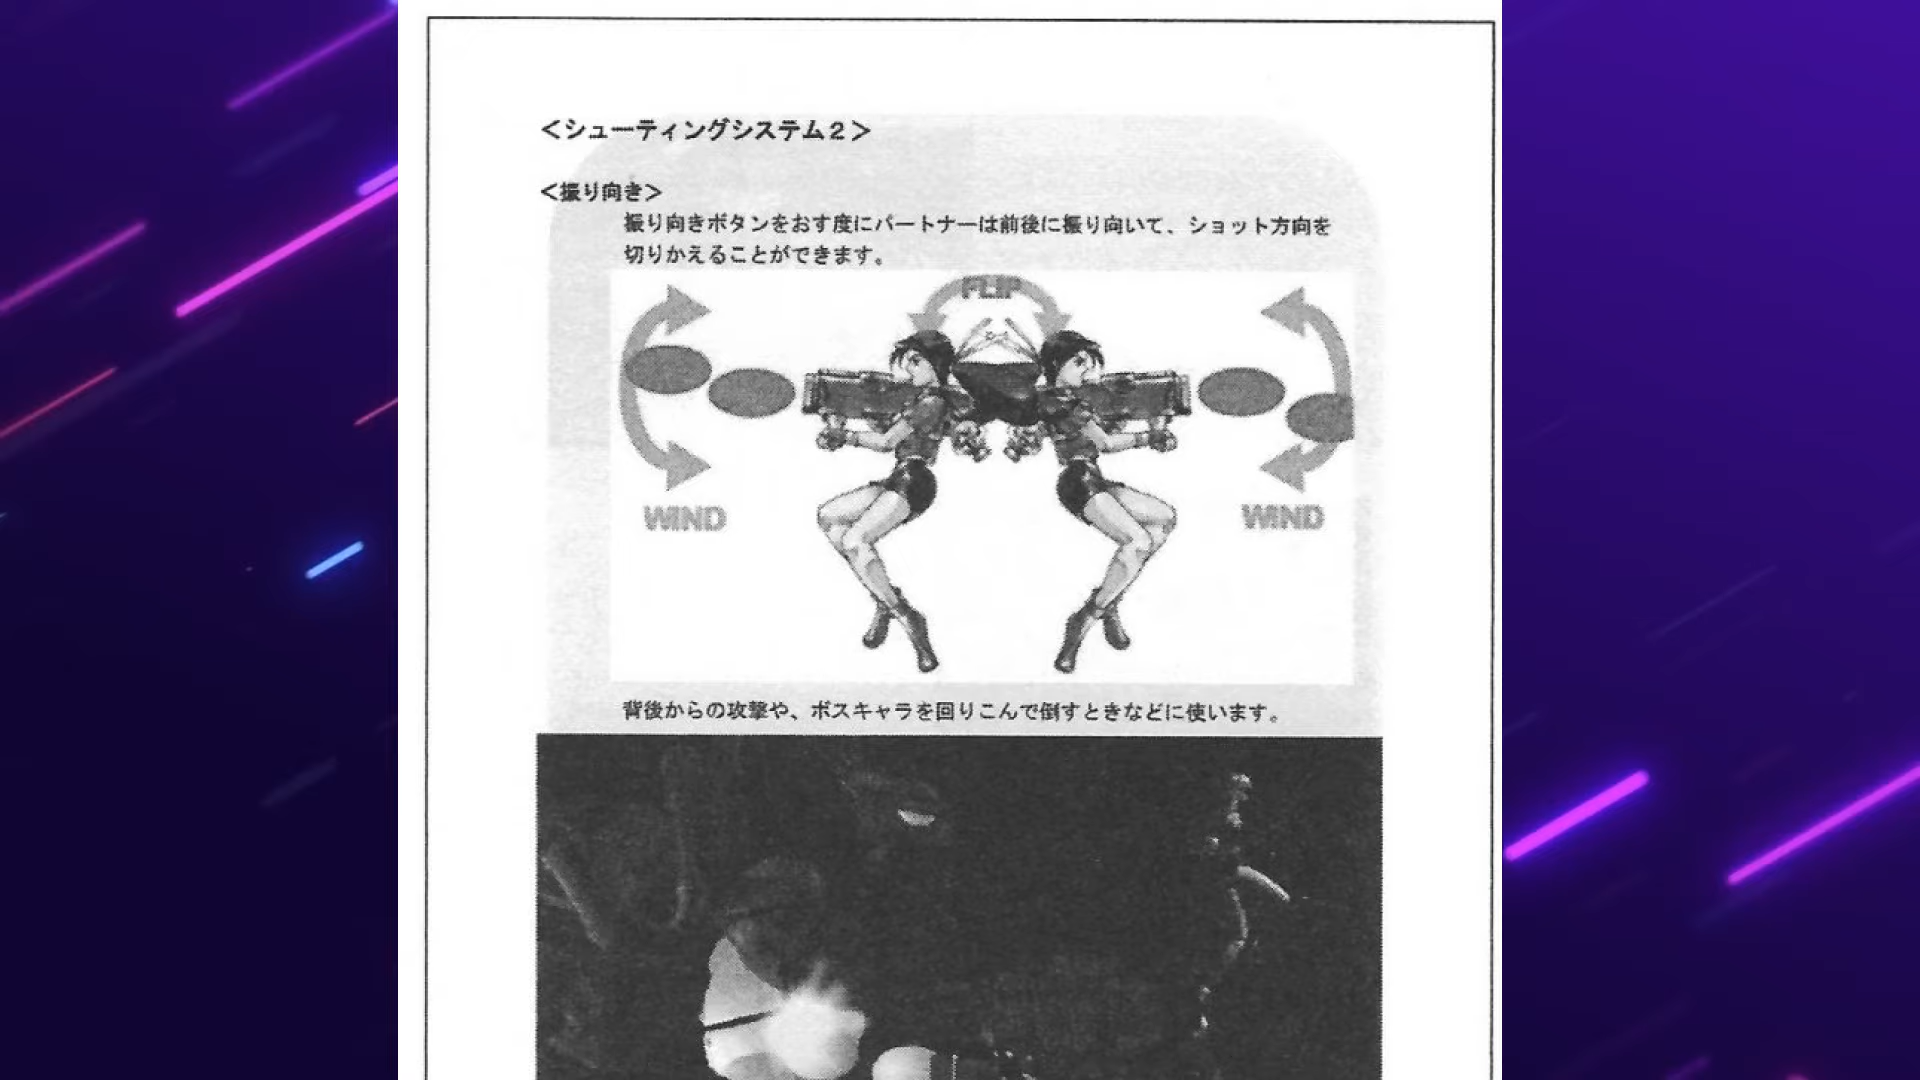 ＜シューティングシステム２＞
＜振り向き＞
振り向きボタンをおす度にパートナーは前後に振り向いて、ショット方向を
切りかえることができます。
FLIP
WIND
WIND
背後からの攻撃や、ボスキャラを回りこんで倒すときなどに使います。